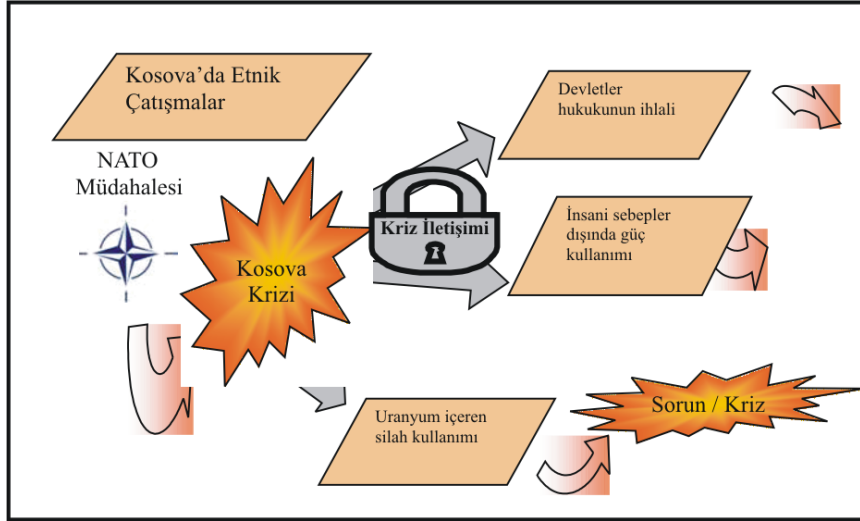 Kosova’da Etnik
Çatışmalar
NATO
Müdahalesi
Kosova
Krizi
Kriz İletişimi
Devletler
hukukunun ihlali
İnsani sebepler
dışında güç
kullanımı
Uranyum içeren
silah kullanımı
Sorun / Kriz